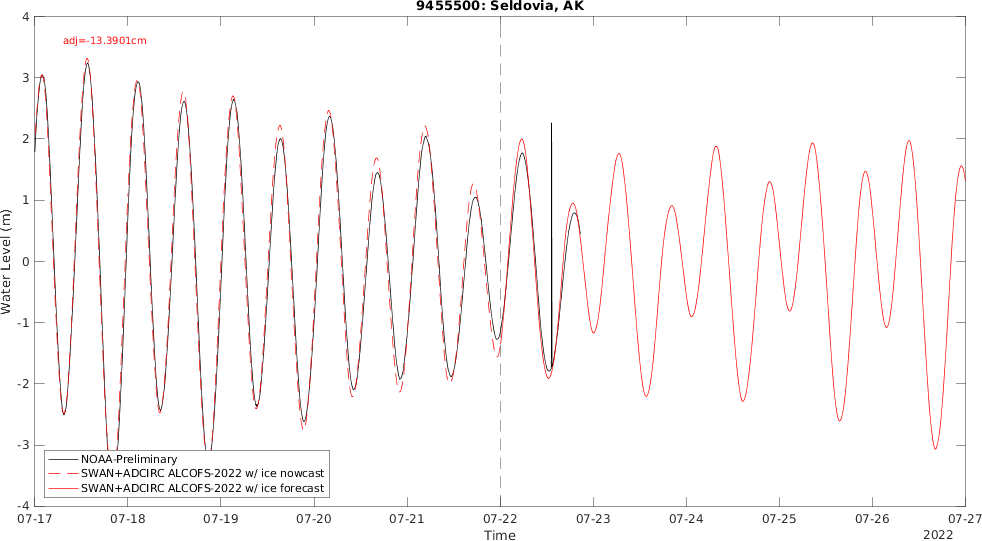 9455500: Seldovia, AK
adj=-13.3901cm
4
3
2
1
0
-1
-2
-3
-4
Water Level (m)
NOAA-Preliminary
SWAN+ADCIRC ALCOFS-2022 w/ ice nowcast
SWAN+ADCIRC ALCOFS-2022 w/ ice forecast
07-17 07-18 07-19 07-20 07-21 07-22 07-23 07-24 07-25 07-26 07-27
Time
2022